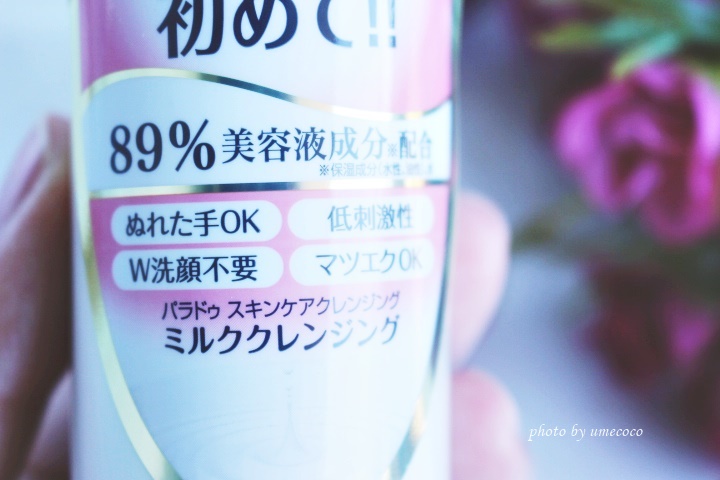 初めて!!
89%美容液成分※配合
ぬれた手OK 低刺激性
W洗顔不要 マツエクOK
パラドゥ スキンケアクレンジング
ミルククレンジング
photo by umecoco